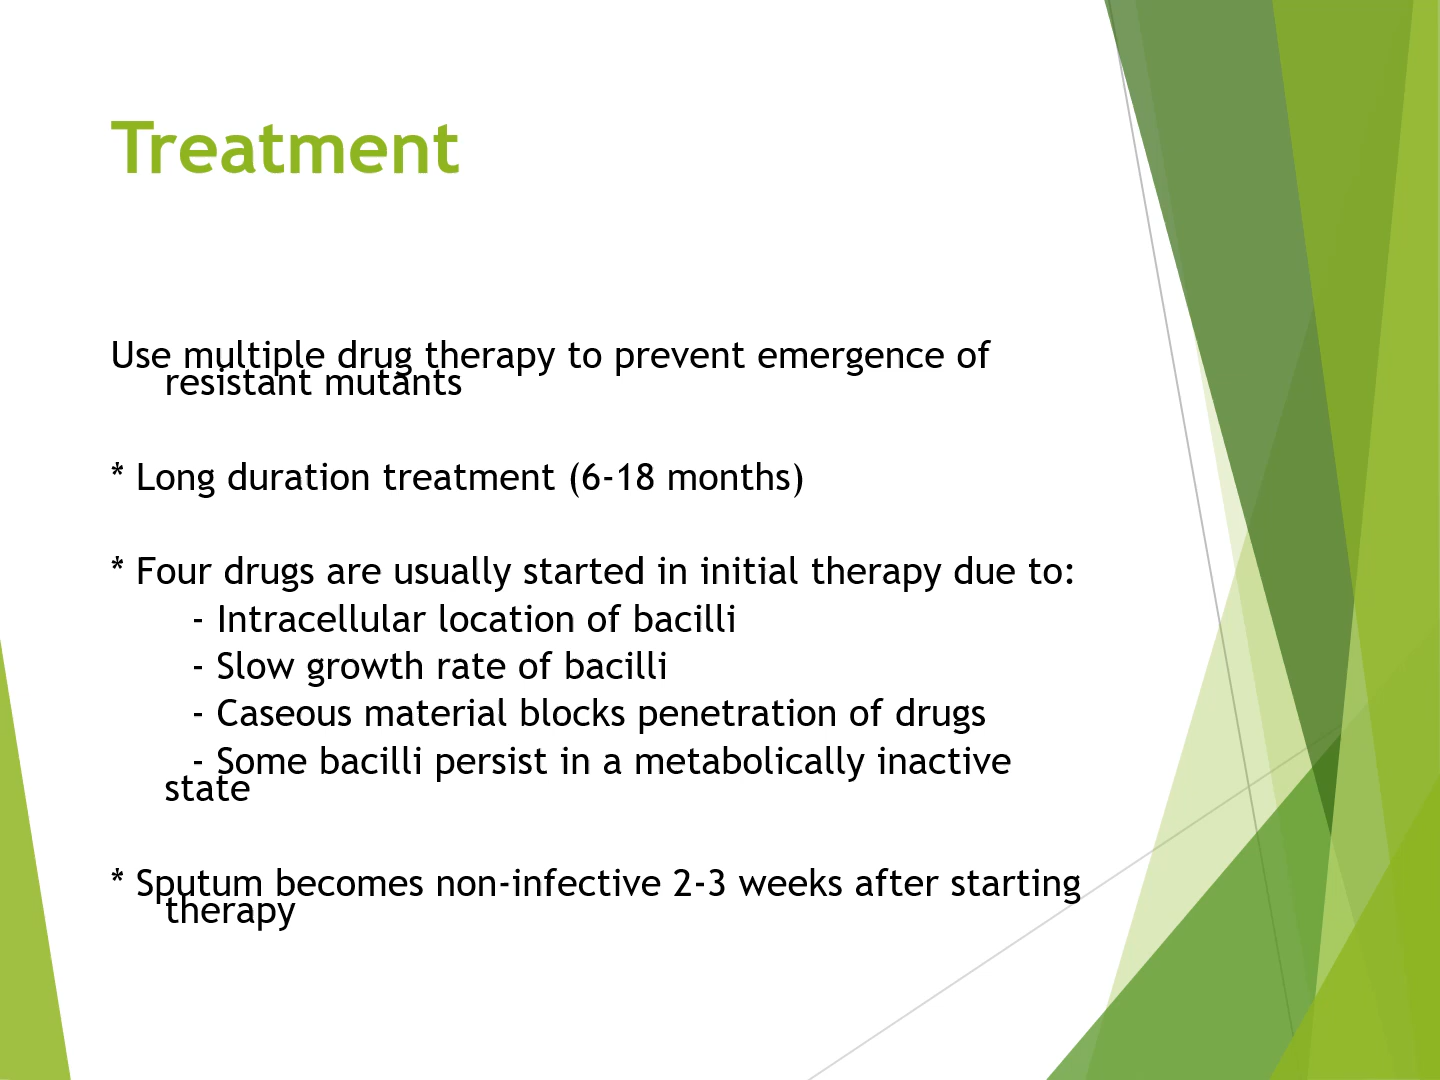 Treatment
Use multiple drug therapy to prevent emergence of
resistant mutants
* Long duration treatment (6-18 months)
* Four drugs are usually started in initial therapy due to:
- Intracellular location of bacilli
- Slow growth rate of bacilli
- Caseous material blocks penetration of drugs
- Some bacilli persist in a metabolically inactive
state
* Sputum becomes non-infective 2-3 weeks after starting
therapy